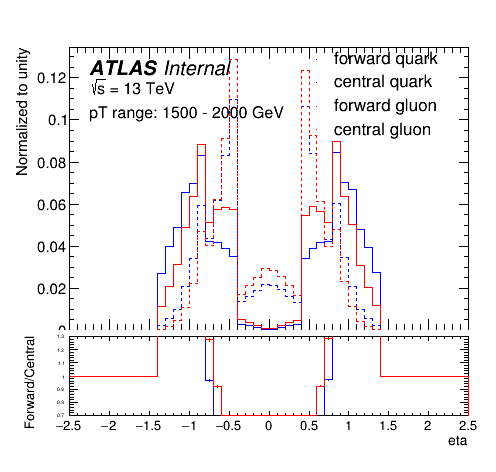 ATLAS Internal
√s = 13 TeV
pT range: 1500 - 2000 GeV
forward quark
central quark
forward gluon
central gluon
Normalized to unity
0.12
0.1
0.08
0.06
0.04
0.02
0
Forward/Central
1.3
1.2
1.1
1
0.9
0.8
0.7
−2.5 −2 −1.5 −1 −0.5 0 0.5 1 1.5 2 2.5
eta